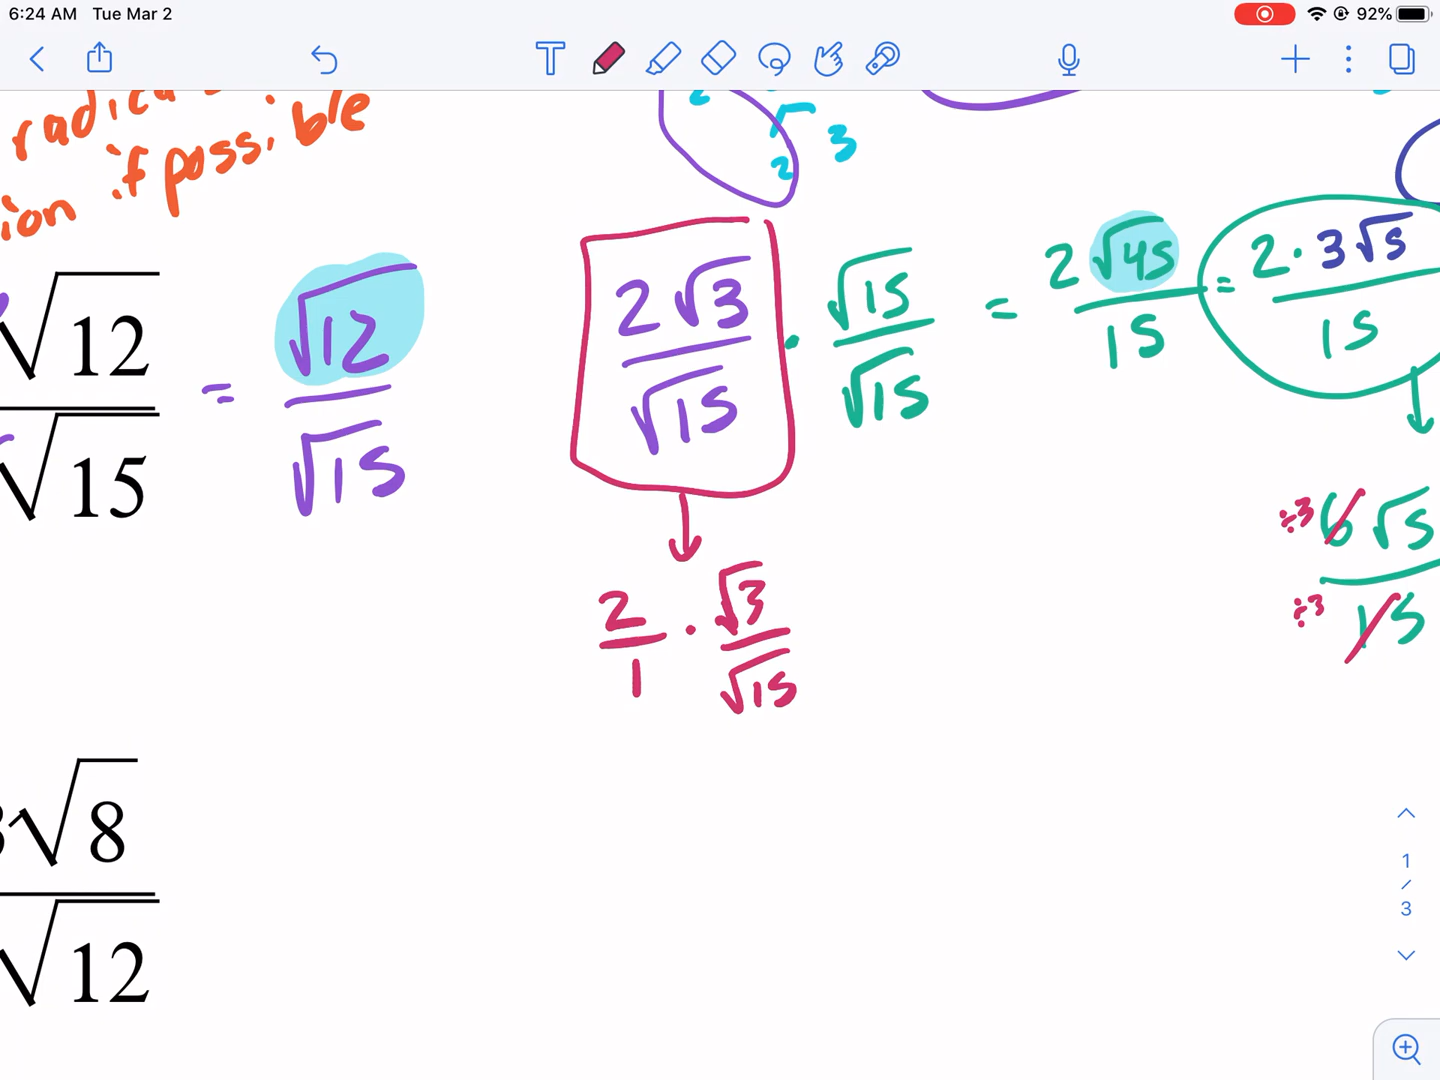 6:24 AM Tue Mar 2 92%
T
if possible
2 √ 3
2
√12 / √15 = √12 / √15
2√3 / √15 · √15 / √15 = 2√45 / 15 = 2 · 3√5 / 15
2/1 · √3 / √15
÷3 6√5
÷3 15
√8 / √12
1
/
3